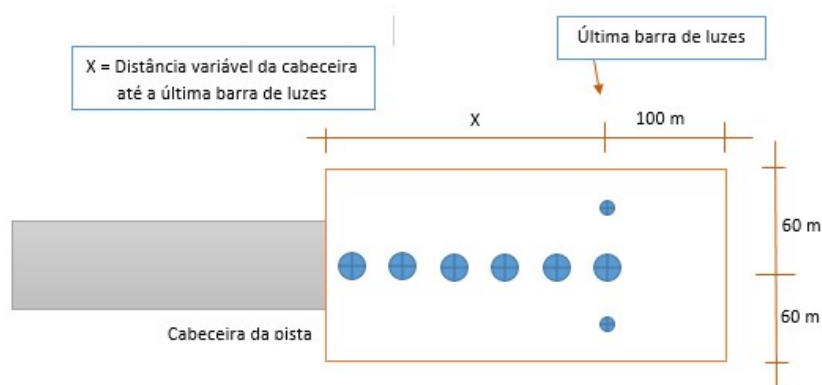 Última barra de luzes
X = Distância variável da cabeceira
até a última barra de luzes
X
100 m
60 m
60 m
Cabeceira da pista